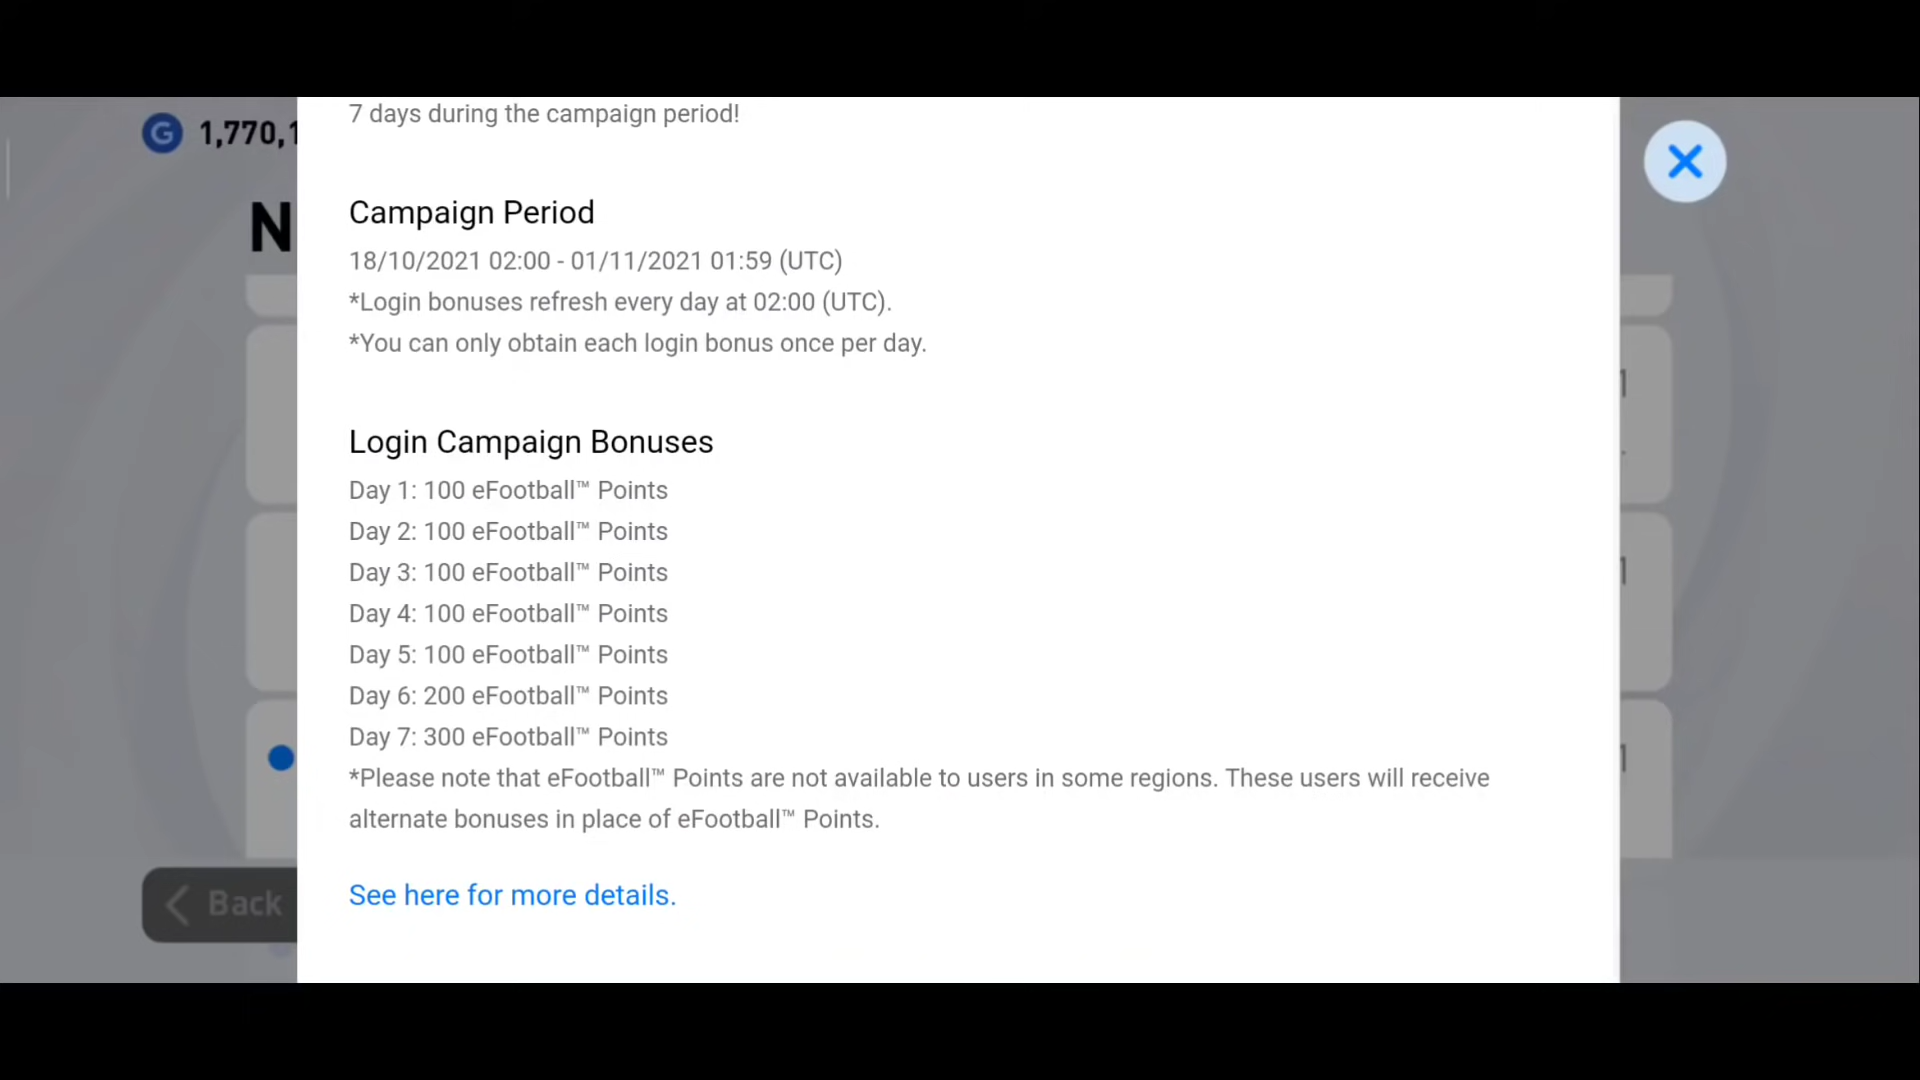 7 days during the campaign period!
G 1,770,1
N
Campaign Period
18/10/2021 02:00 - 01/11/2021 01:59 (UTC)
*Login bonuses refresh every day at 02:00 (UTC).
*You can only obtain each login bonus once per day.
Login Campaign Bonuses
Day 1: 100 eFootball™ Points
Day 2: 100 eFootball™ Points
Day 3: 100 eFootball™ Points
Day 4: 100 eFootball™ Points
Day 5: 100 eFootball™ Points
Day 6: 200 eFootball™ Points
Day 7: 300 eFootball™ Points
*Please note that eFootball™ Points are not available to users in some regions. These users will receive
alternate bonuses in place of eFootball™ Points.
See here for more details.
Back